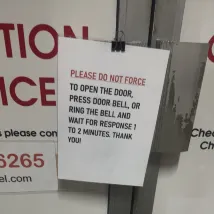 TION
ICE
PLEASE DO NOT FORCE
TO OPEN THE DOOR,
PRESS DOOR BELL, OR
RING THE BELL AND
WAIT FOR RESPONSE 1
TO 2 MINUTES. THANK
YOU!
s please con
6265
el.com
Chec
Ch